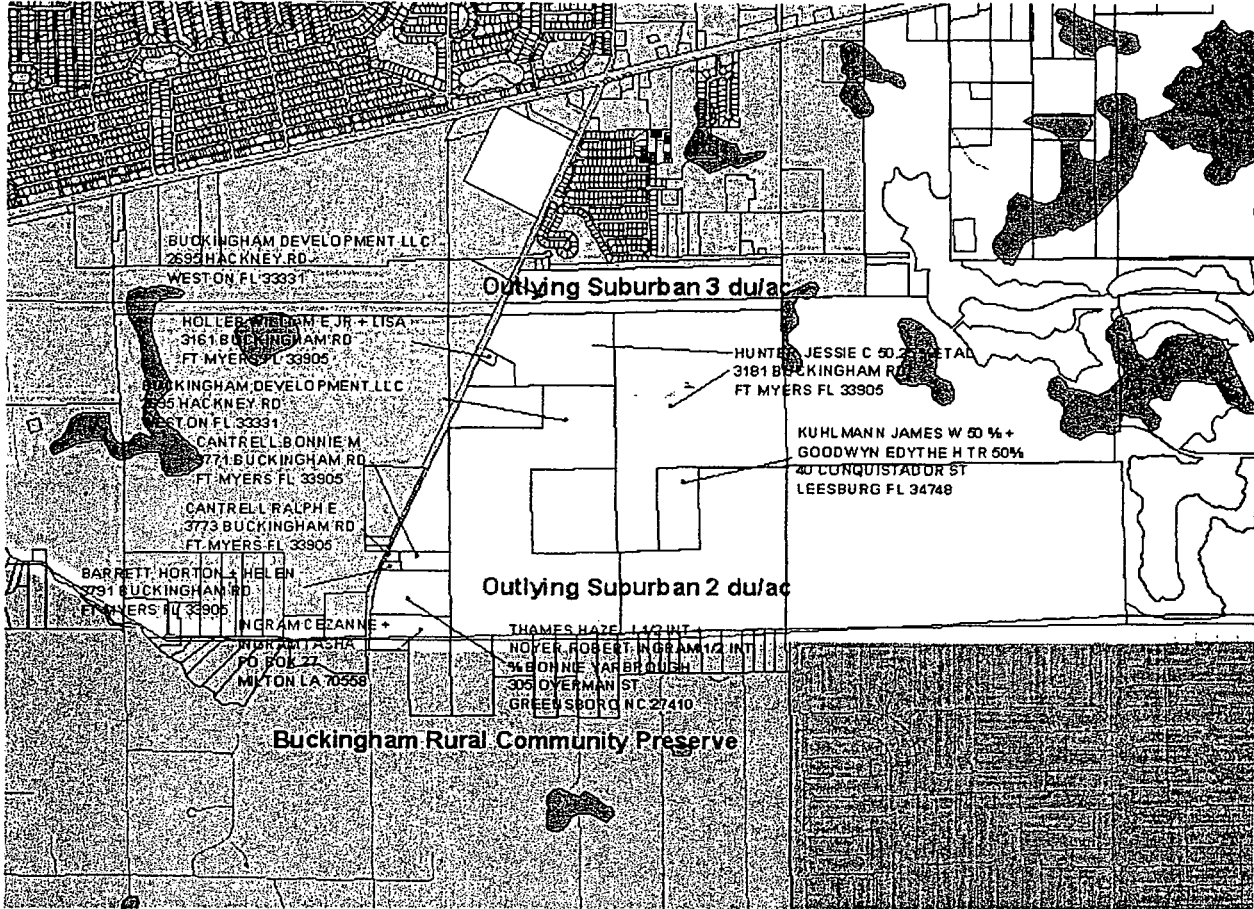 BUCKINGHAM DEVELOPMENT LLC
2695 HACKNEY RD
WESTON FL 33331
Outlying Suburban 3 du/ac
HOLLER WILLIAM E JR + LISA
3161 BUCKINGHAM RD
FT MYERS FL 33905
HUNTER JESSIE C 50
3181 BUCKINGHAM RD
FT MYERS FL 33905
BUCKINGHAM DEVELOPMENT LLC
2695 HACKNEY RD
WESTON FL 33331
CANTRELL BONNIE M
3771 BUCKINGHAM RD
FT MYERS FL 33905
KUHLMANN JAMES W 50 % +
GOODWYN EDYTHE H TR 50%
40 CONQUISTADOR ST
LEESBURG FL 34748
CANTRELL RALPH E
3773 BUCKINGHAM RD
FT MYERS FL 33905
BARRETT HORTON + HELEN
3791 BUCKINGHAM RD
FT MYERS FL 33905
Outlying Suburban 2 du/ac
INGRAM CEZANNE +
INGRAM TASHA
PO BOX 27
MILTON LA 70558
THAMES HAZEL I 1/2 INT
NOYER ROBERT INGRAM 1/2 INT
% BONNIE YARBROUGH
305 OVERMAN ST
GREENSBORO NC 27410
Buckingham Rural Community Preserve